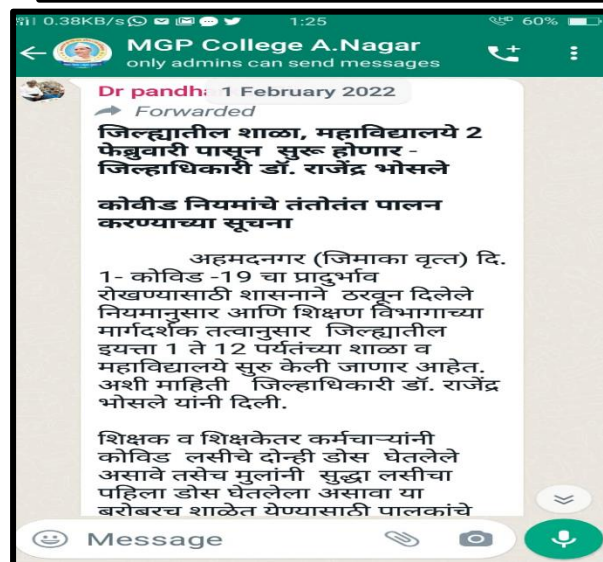 0.38KB/s 1:25 60%
MGP College A.Nagar
only admins can send messages
Dr pandh 1 February 2022
Forwarded
जिल्ह्यातील शाळा, महाविद्यालये 2
फेब्रुवारी पासून सुरू होणार -
जिल्हाधिकारी डॉ. राजेंद्र भोसले
कोवीड नियमांचे तंतोतंत पालन
करण्याच्या सूचना
अहमदनगर (जिमाका वृत्त) दि.
1- कोविड -19 चा प्रादुर्भाव
रोखण्यासाठी शासनाने ठरवून दिलेले
नियमानुसार आणि शिक्षण विभागाच्या
मार्गदर्शक तत्वानुसार जिल्ह्यातील
इयत्ता 1 ते 12 पर्यतंच्या शाळा व
महाविद्यालये सुरु केली जाणार आहेत.
अशी माहिती जिल्हाधिकारी डॉ. राजेंद्र
भोसले यांनी दिली.
शिक्षक व शिक्षकेतर कर्मचाऱ्यांनी
कोविड लसीचे दोन्ही डोस घेतलेले
असावे तसेच मुलांनी सुद्धा लसीचा
पहिला डोस घेतलेला असावा या
बरोबरच शाळेत येण्यासाठी पालकांचे
Message